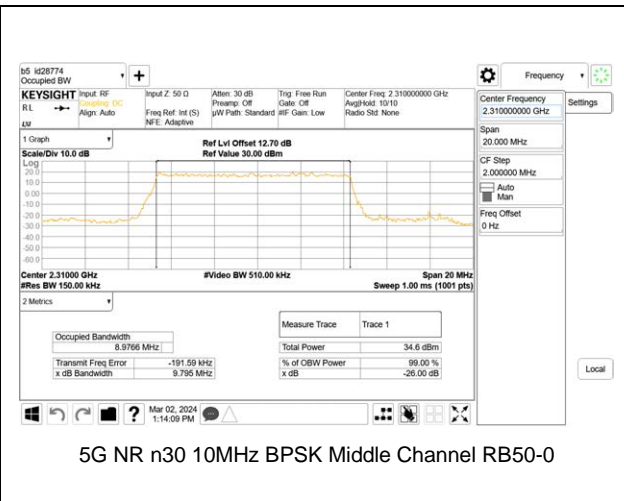 b5 id28774
Occupied BW
Frequency
KEYSIGHT
RL
Input: RF
Coupling: DC
Align: Auto
Input Z: 50 Ω
Freq Ref: Int (S)
NFE: Adaptive
Atten: 30 dB
Preamp: Off
µW Path: Standard
Trig: Free Run
Gate: Off
#IF Gain: Low
Center Freq: 2.310000000 GHz
Avg|Hold: 10/10
Radio Std: None
Center Frequency
2.310000000 GHz
Settings
Span
20.000 MHz
CF Step
2.000000 MHz
Auto
Man
Freq Offset
0 Hz
Local
1 Graph
Scale/Div 10.0 dB
Ref Lvl Offset 12.70 dB
Ref Value 30.00 dBm
Log
20.0
10.0
0.00
-10.0
-20.0
-30.0
-40.0
-50.0
-60.0
Center 2.31000 GHz
#Res BW 150.00 kHz
#Video BW 510.00 kHz
Span 20 MHz
Sweep 1.00 ms (1001 pts)
2 Metrics
Measure Trace Trace 1
Occupied Bandwidth
8.9766 MHz
Total Power 34.6 dBm
Transmit Freq Error -191.59 kHz
% of OBW Power 99.00 %
x dB Bandwidth 9.795 MHz
x dB -26.00 dB
Mar 02, 2024
1:14:09 PM
5G NR n30 10MHz BPSK Middle Channel RB50-0